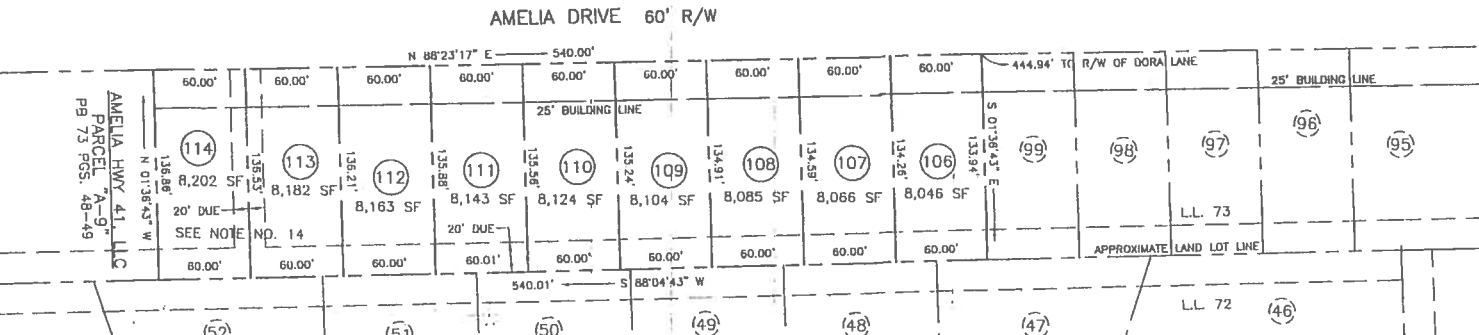 AMELIA DRIVE 60' R/W
N 88°23'17" E 540.00'
60.00' 60.00' 60.00' 60.00' 60.00' 60.00' 60.00' 60.00' 60.00'
444.94' TO R/W OF DORA LANE
25' BUILDING LINE
25' BUILDING LINE
AMELIA HWY 41, LLC
PARCEL "A-9"
PB 73 PGS. 48-49
N 01°36'43" W
136.86'
114
8,202 SF
136.53'
113
8,182 SF
136.21'
112
8,163 SF
135.88'
111
8,143 SF
135.56'
110
8,124 SF
135.24'
109
8,104 SF
134.91'
108
8,085 SF
134.59'
107
8,066 SF
134.26'
106
8,046 SF
133.94'
S 01°36'43" E
(99)
(98)
(97)
(96)
(95)
20' DUE
SEE NOTE NO. 14
20' DUE
L.L. 73
APPROXIMATE LAND LOT LINE
60.00' 60.00' 60.00' 60.01' 60.00' 60.00' 60.00' 60.00' 60.00'
540.01' S 88°04'43" W
L.L. 72
(52)
(51)
(50)
(49)
(48)
(47)
(46)